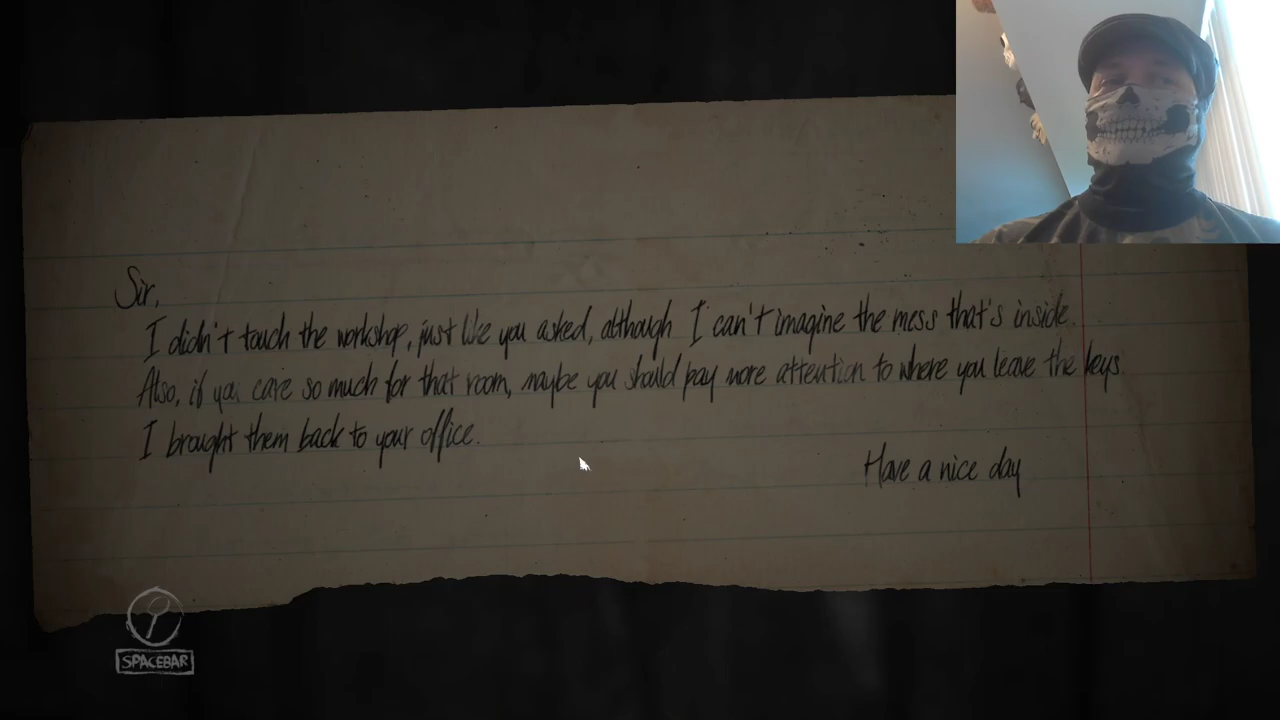 Sir,
I didn't touch the workshop, just like you asked, although I can't imagine the mess that's inside.
Also, if you care so much for that room, maybe you should pay more attention to where you leave the keys.
I brought them back to your office.
Have a nice day
SPACEBAR